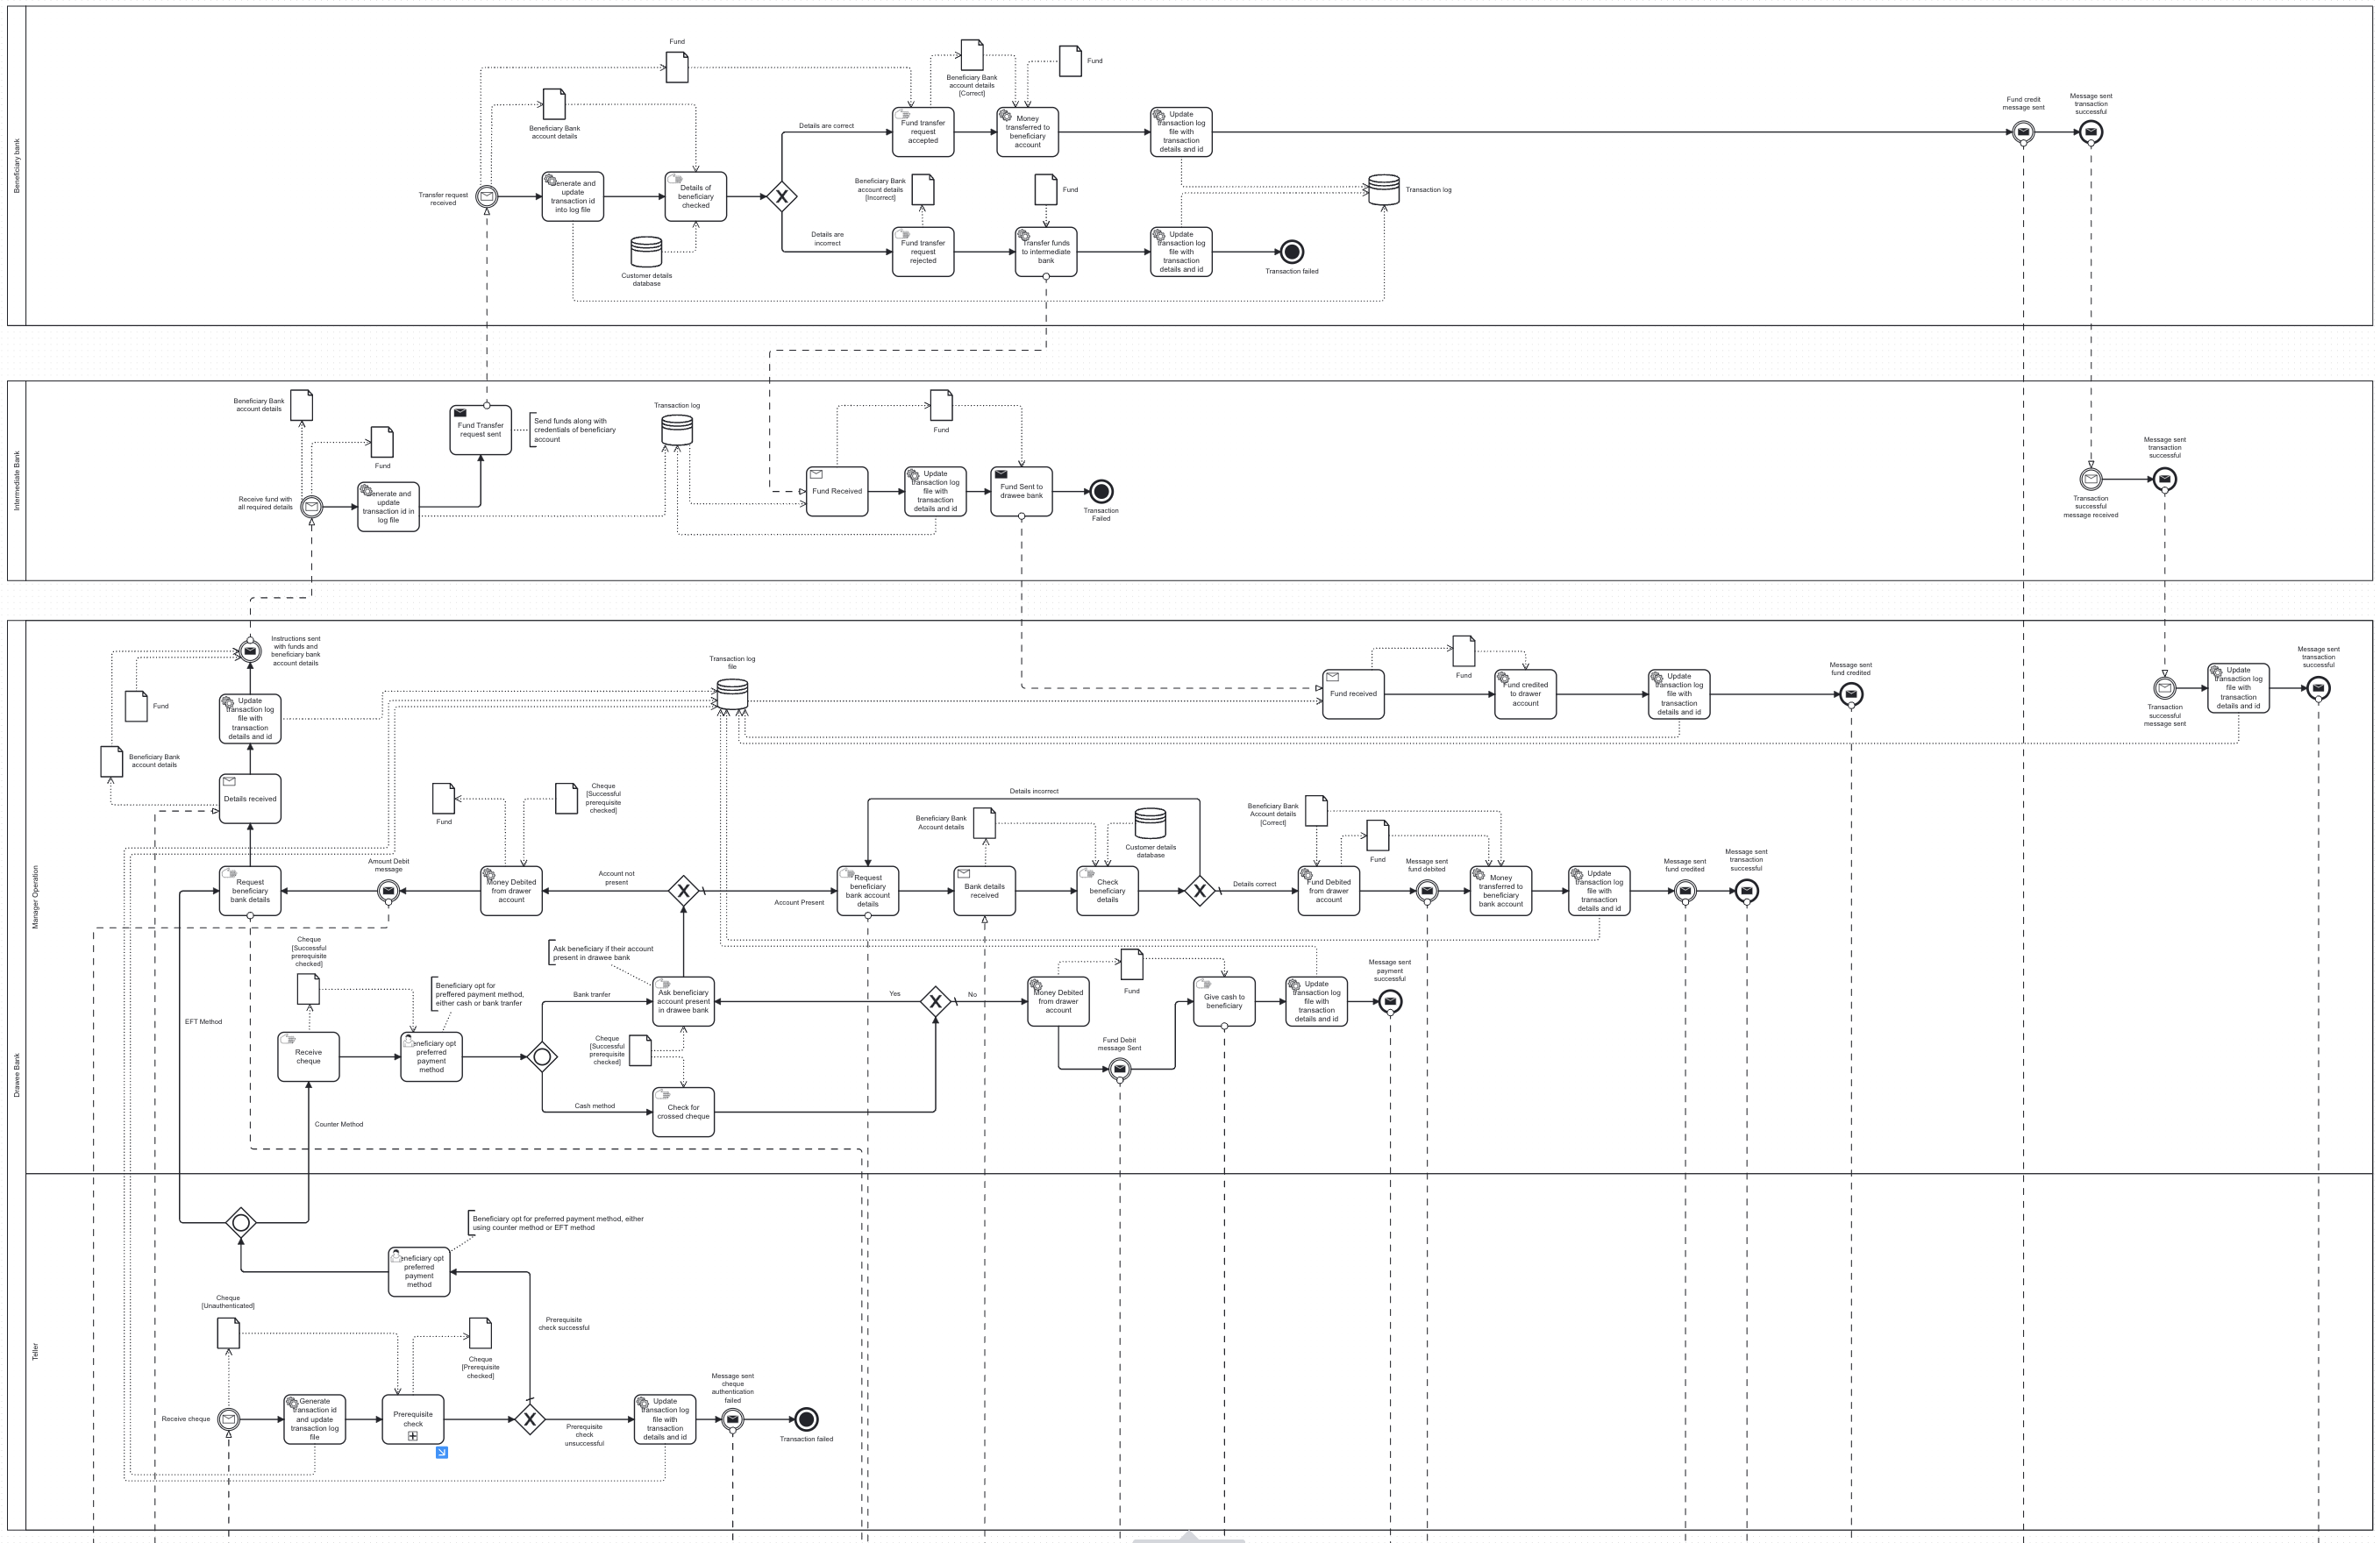 Beneficiary bank
Fund
Beneficiary Bank
account details
[Correct]
Fund
Beneficiary Bank
account details
Fund credit
message sent
Message sent
transaction
successful
Details are correct
Fund transfer
request
accepted
Money
transferred to
beneficiary
account
Update
transaction log
file with
transaction
details and id
Transfer request
received
Generate and
update
transaction id
into log file
Details of
beneficiary
checked
Beneficiary Bank
account details
[Incorrect]
Fund
Transaction log
Details are
incorrect
Fund transfer
request
rejected
Transfer funds
to intermediate
bank
Update
transaction log
file with
transaction
details and id
Transaction failed
Customer details
database
Intermediate Bank
Beneficiary Bank
account details
Fund
Fund Transfer
request sent
Send funds along with
credentials of beneficiary
account
Transaction log
Fund
Receive fund with
all required details
Generate and
update
transaction id in
log file
Fund Received
Update
transaction log
file with
transaction
details and id
Fund Sent to
drawee bank
Transaction
Failed
Message sent
transaction
successful
Transaction
successful
message received
Drawee Bank
Manager Operation
Instructions sent
with funds and
beneficiary bank
account details
Fund
Update
transaction log
file with
transaction
details and id
Beneficiary Bank
account details
Details received
Transaction log
file
Fund received
Fund
Fund credited
to drawer
account
Update
transaction log
file with
transaction
details and id
Message sent
fund credited
Transaction
successful
message sent
Update
transaction log
file with
transaction
details and id
Message sent
transaction
successful
Fund
Cheque
[Successful
prerequisite
checked]
Details incorrect
Beneficiary Bank
Account details
Customer details
database
Beneficiary Bank
Account details
[Correct]
Fund
Request
beneficiary
bank details
Amount Debit
message
Money Debited
from drawer
account
Account not
present
Account Present
Request
beneficiary
bank account
details
Bank details
received
Check
beneficiary
details
Details correct
Fund Debited
from drawer
account
Message sent
fund debited
Money
transferred to
beneficiary
bank account
Update
transaction log
file with
transaction
details and id
Message sent
fund credited
Message sent
transaction
successful
Cheque
[Successful
prerequisite
checked]
Beneficiary opt for
preffered payment method,
either cash or bank tranfer
Ask beneficiary if their account
present in drawee bank
EFT Method
Receive
cheque
Beneficiary opt
preferred
payment
method
Bank tranfer
Ask beneficiary
account present
in drawee bank
Cheque
[Successful
prerequisite
checked]
Cash method
Check for
crossed cheque
Yes
No
Money Debited
from drawer
account
Fund
Fund Debit
message Sent
Give cash to
beneficiary
Update
transaction log
file with
transaction
details and id
Message sent
payment
successful
Counter Method
Teller
Beneficiary opt for preferred payment method, either
using counter method or EFT method
Beneficiary opt
preferred
payment
method
Cheque
[Unauthenticated]
Prerequisite
check successful
Cheque
[Prerequisite
checked]
Receive cheque
Generate
transaction id
and update
transaction log
file
Prerequisite
check
Prerequisite
check
unsuccessful
Update
transaction log
file with
transaction
details and id
Message sent
cheque
authentication
failed
Transaction failed